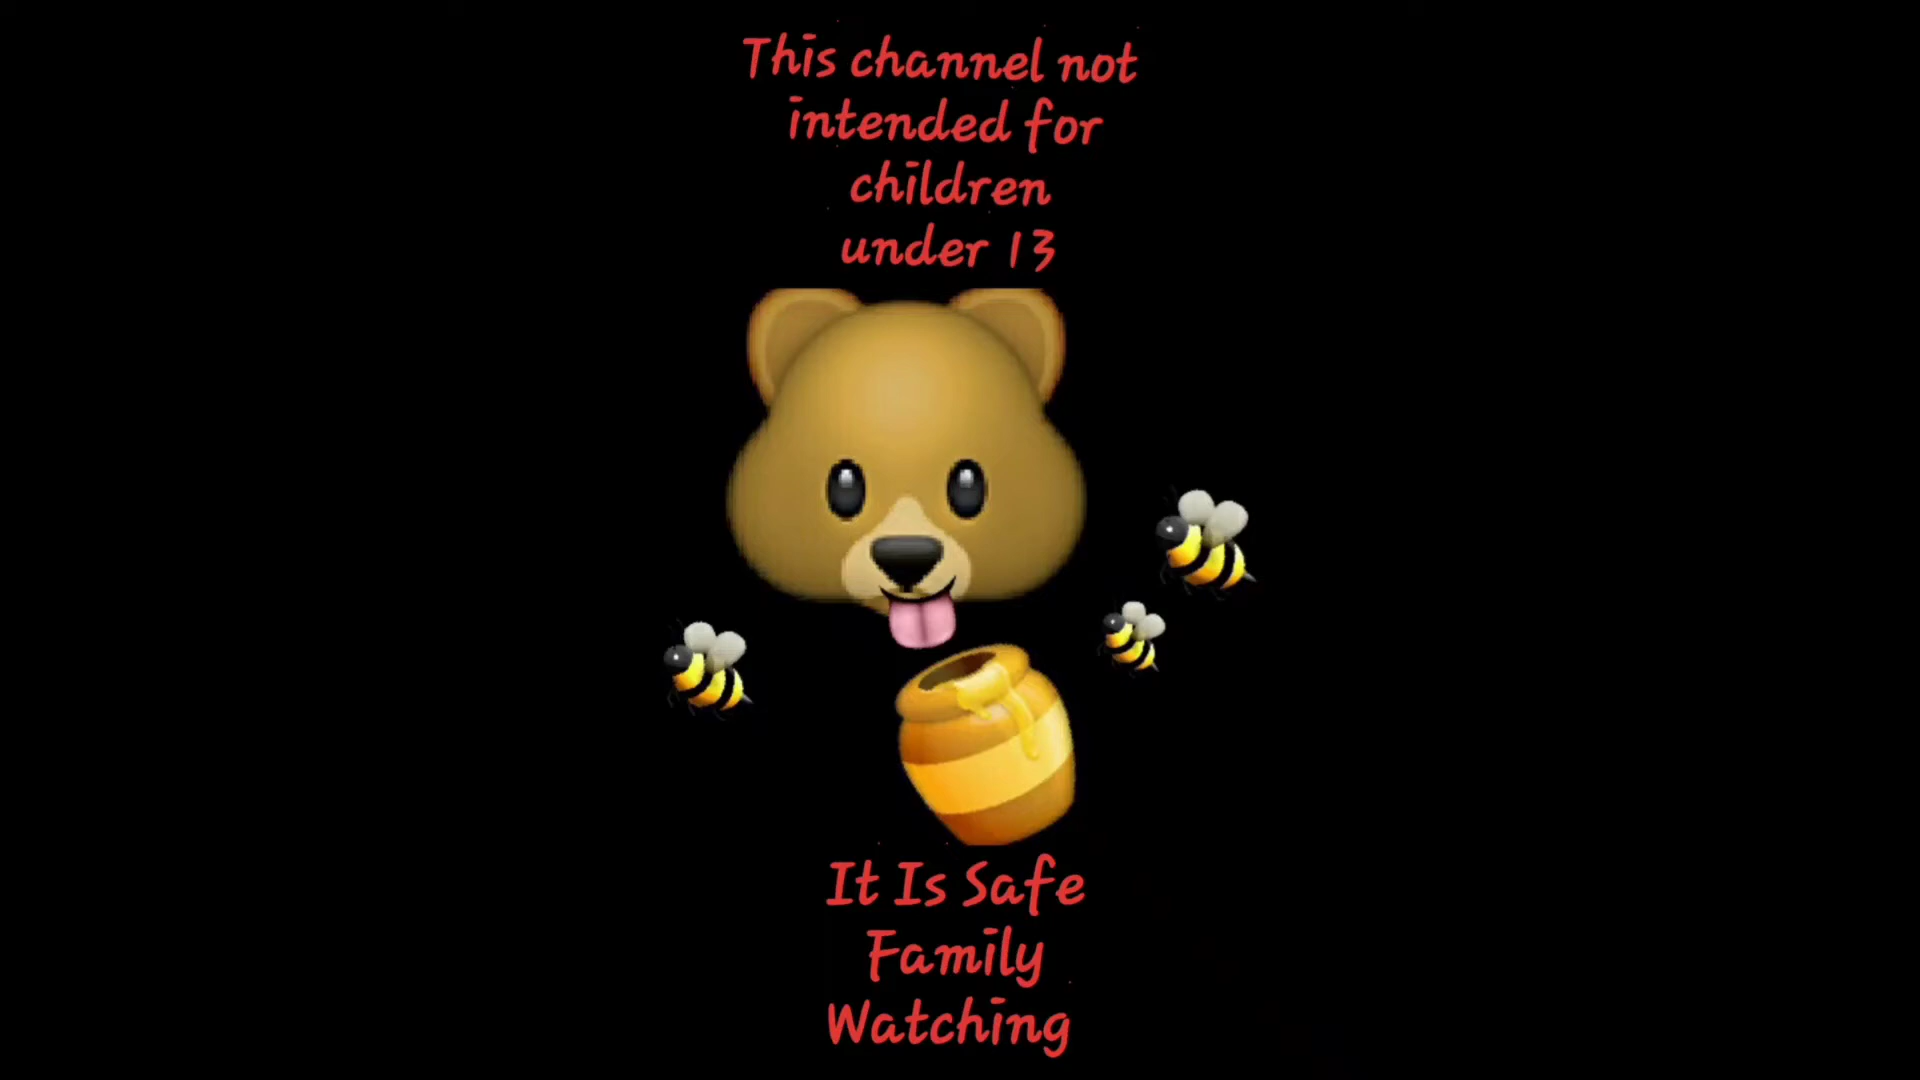 This channel not
intended for
children
under 13
It Is Safe
Family
Watching